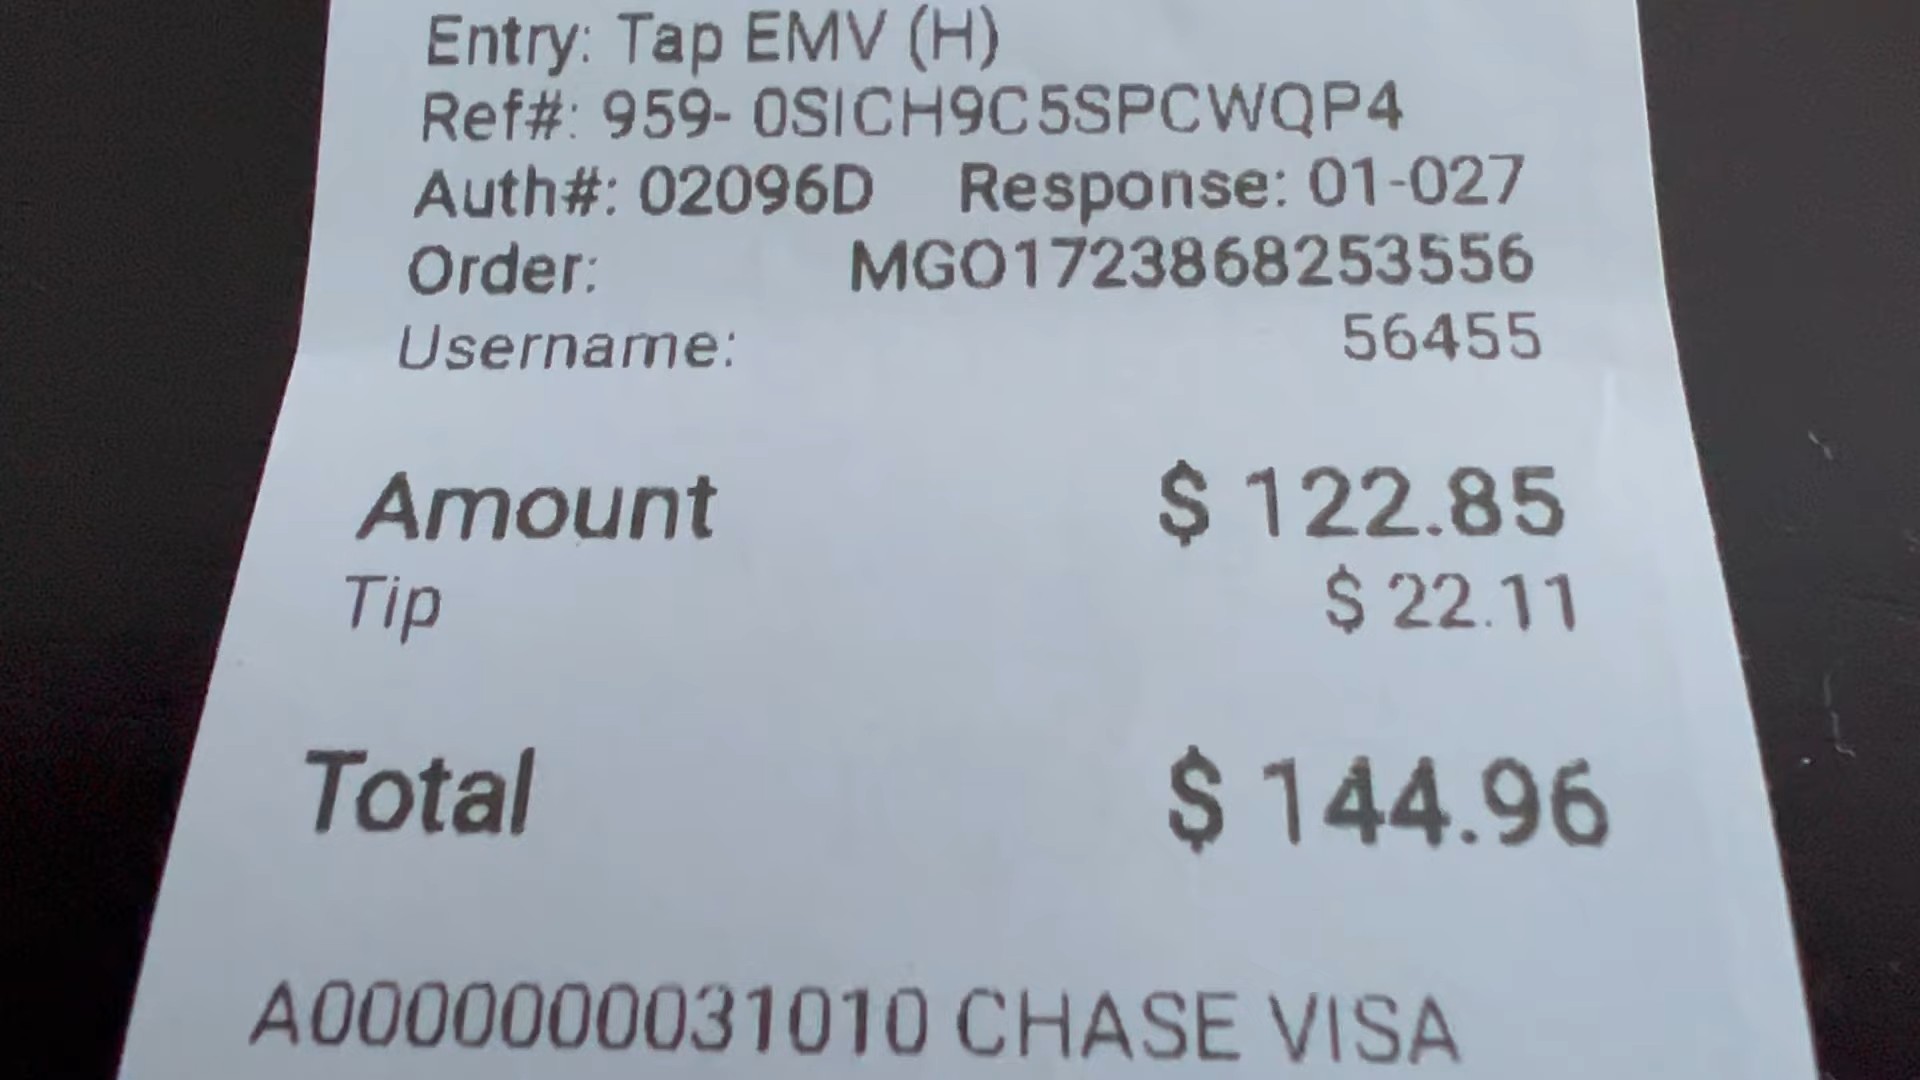 Entry: Tap EMV (H)
Ref#: 959- 0SICH9C5SPCWQP4
Auth#: 02096D Response: 01-027
Order: MGO1723868253556
Username: 56455
Amount $ 122.85
Tip $ 22.11
Total $ 144.96
A0000000031010 CHASE VISA